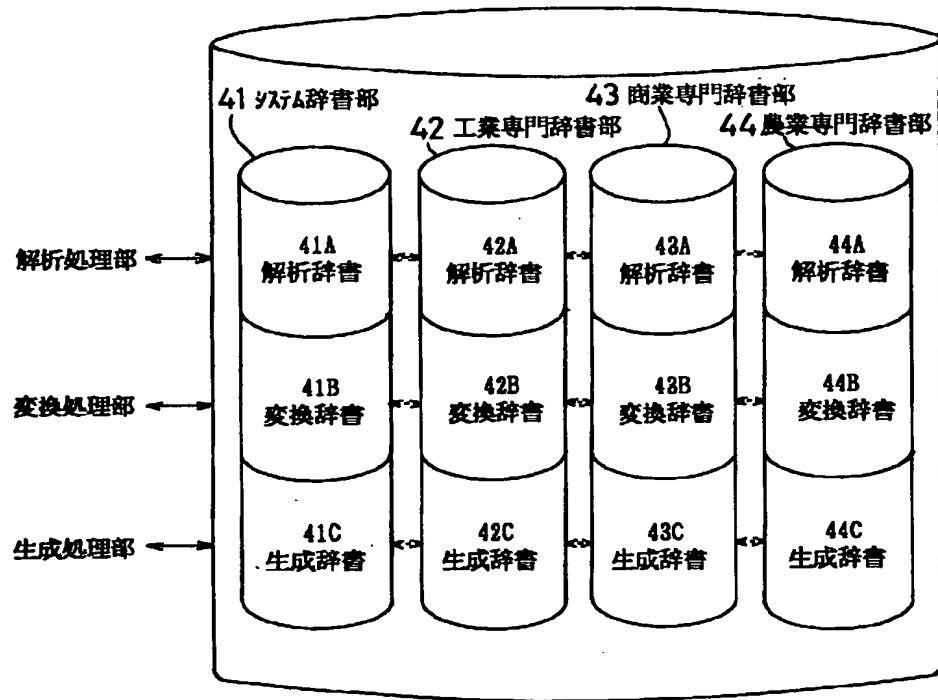 41 システム辞書部
42 工業専門辞書部
43 商業専門辞書部
44 農業専門辞書部
解析処理部
41A
解析辞書
42A
解析辞書
43A
解析辞書
44A
解析辞書
変換処理部
41B
変換辞書
42B
変換辞書
43B
変換辞書
44B
変換辞書
生成処理部
41C
生成辞書
42C
生成辞書
43C
生成辞書
44C
生成辞書